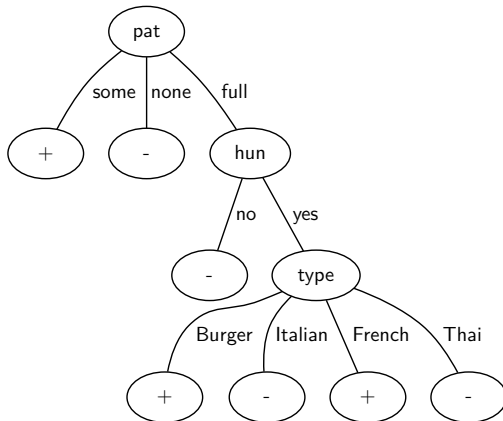 pat
some none full
+ - hun
no yes
- type
Burger Italian French Thai
+ - + -